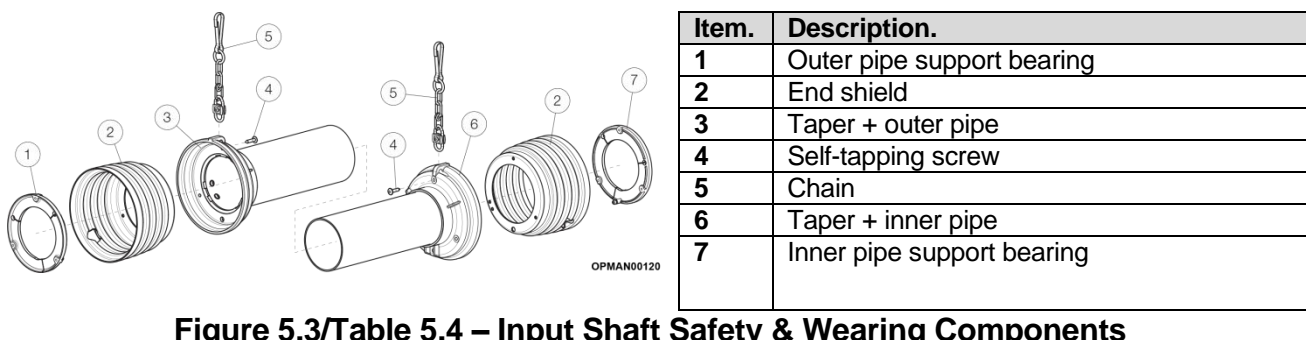 5
4
3
2
1
5
4
6
2
7
OPMAN00120
Item. Description.
1 Outer pipe support bearing
2 End shield
3 Taper + outer pipe
4 Self-tapping screw
5 Chain
6 Taper + inner pipe
7 Inner pipe support bearing
Figure 5.3/Table 5.4 – Input Shaft Safety & Wearing Components